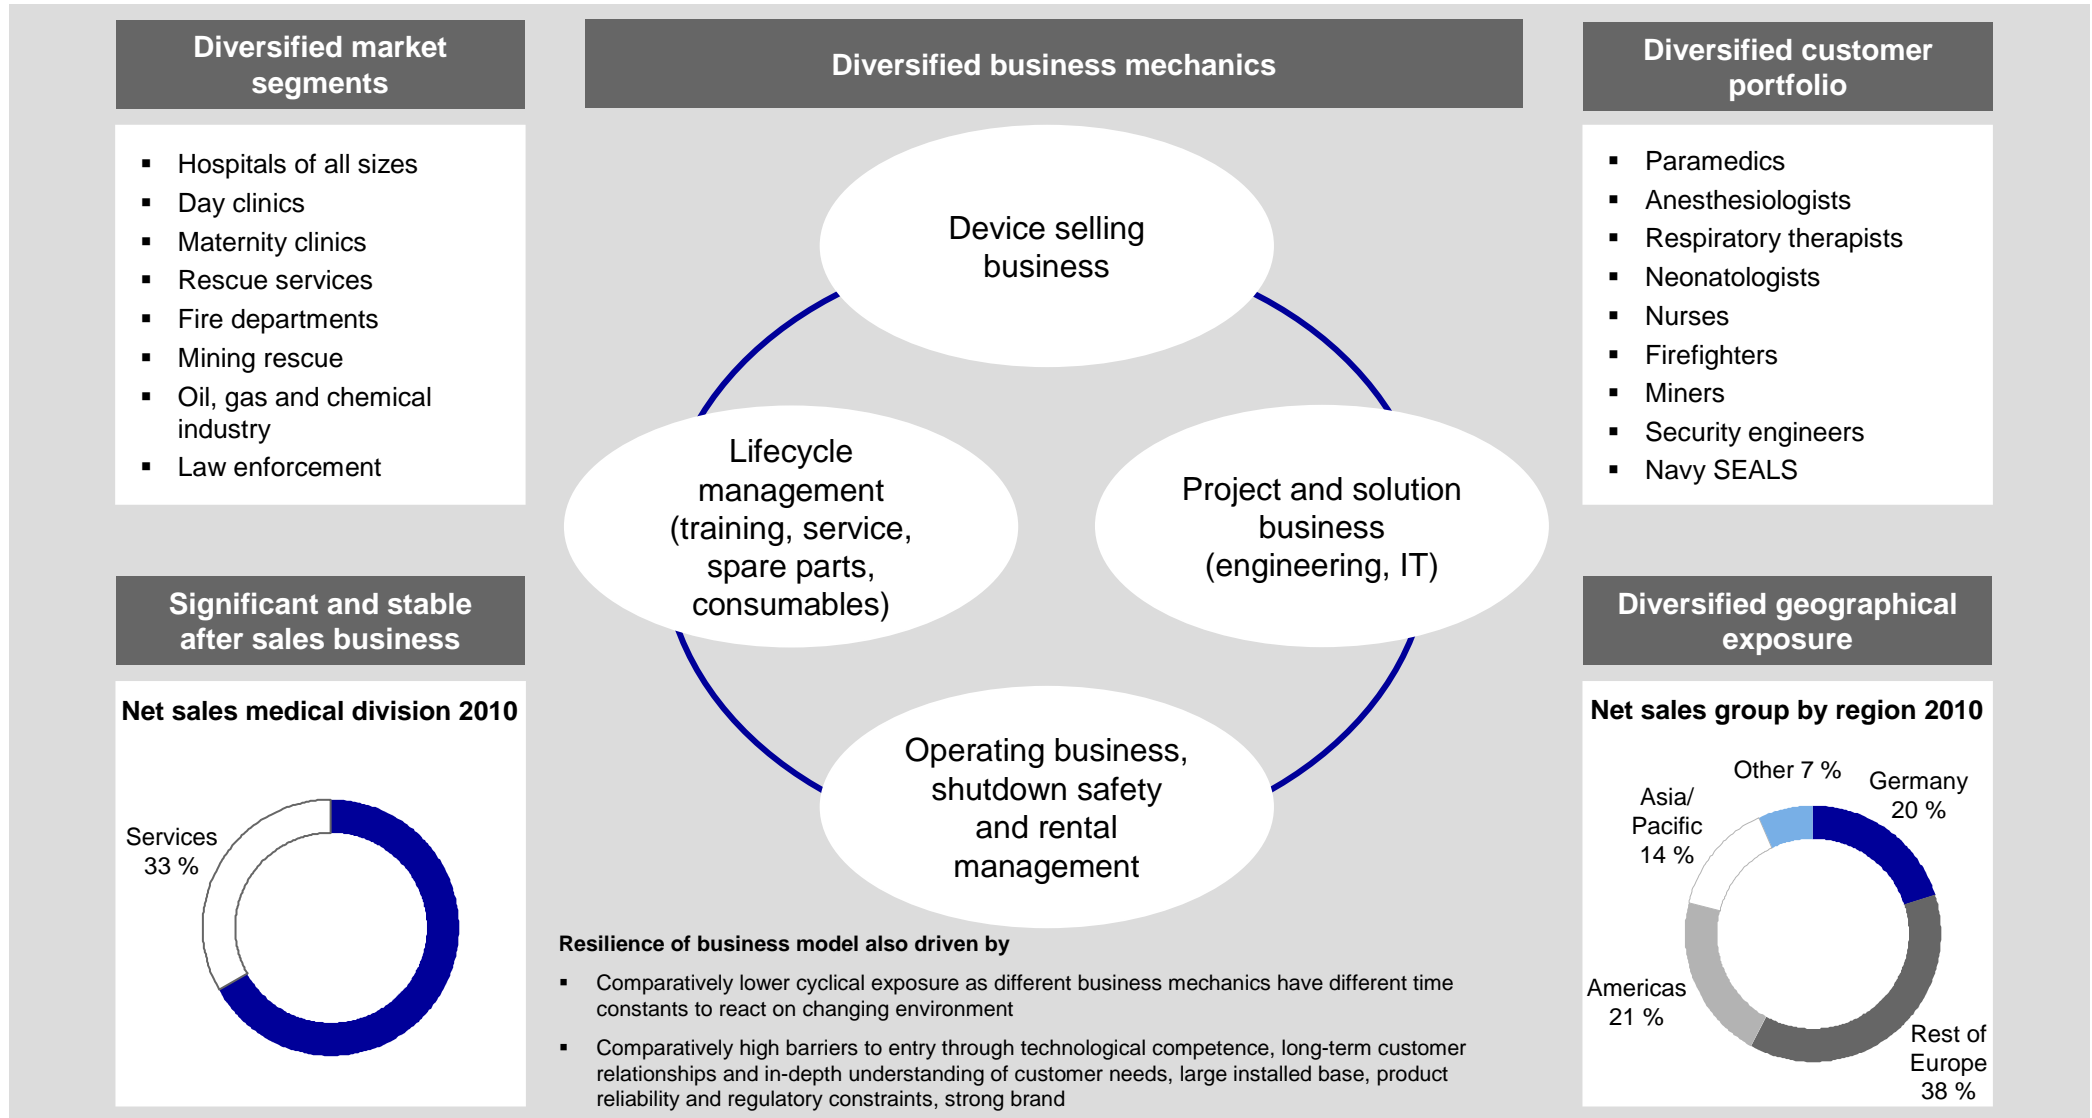 Diversified market
segments
▪ Hospitals of all sizes
▪ Day clinics
▪ Maternity clinics
▪ Rescue services
▪ Fire departments
▪ Mining rescue
▪ Oil, gas and chemical
industry
▪ Law enforcement
Significant and stable
after sales business
Net sales medical division 2010
Services
33 %
Diversified business mechanics
Device selling
business
Lifecycle
management
(training, service,
spare parts,
consumables)
Project and solution
business
(engineering, IT)
Operating business,
shutdown safety
and rental
management
Resilience of business model also driven by
▪ Comparatively lower cyclical exposure as different business mechanics have different time
constants to react on changing environment
▪ Comparatively high barriers to entry through technological competence, long-term customer
relationships and in-depth understanding of customer needs, large installed base, product
reliability and regulatory constraints, strong brand
Diversified customer
portfolio
▪ Paramedics
▪ Anesthesiologists
▪ Respiratory therapists
▪ Neonatologists
▪ Nurses
▪ Firefighters
▪ Miners
▪ Security engineers
▪ Navy SEALS
Diversified geographical
exposure
Net sales group by region 2010
Other 7 %
Germany
20 %
Asia/
Pacific
14 %
Americas
21 %
Rest of
Europe
38 %